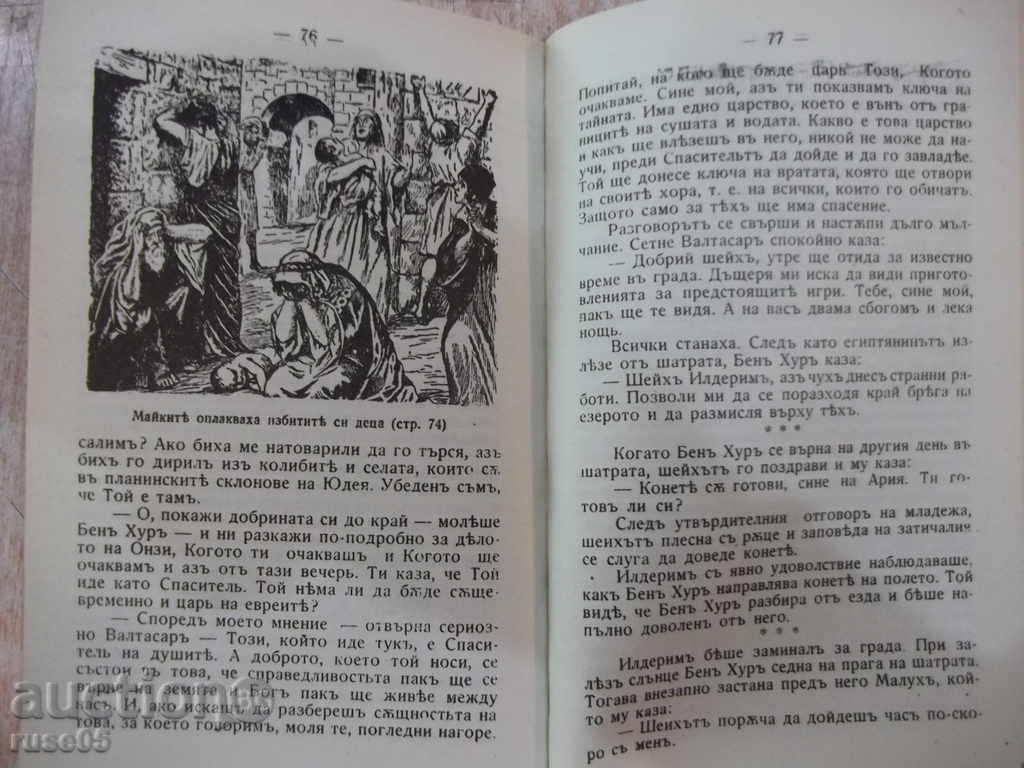 — 76 —
Майкитѣ оплакваха избититѣ си деца (стр. 74)
салимъ? Ако биха ме натоварили да го търся, азъ
бихъ го дирилъ изъ колибитѣ и селата, които сѫ
въ планинскитѣ склонове на Юдея. Убеденъ съмъ,
че Той е тамъ.
— О, покажи добрината си до край — молѣше
Бенъ Хуръ — и ни разкажи по-подробно за дѣло-
то на Онзи, Когото ти очаквашъ и Когото ще
очаквамъ и азъ отъ тази вечерь. Ти каза, че Той
иде като Спаситель. Той нѣма ли да бѫде сѫще-
временно и царь на евреитѣ?
— Споредъ моето мнение — отвърна сериоз-
но Валтасаръ — Този, който иде тукъ, е Спаси-
тель на душитѣ. А доброто, което той носи, се
състои въ това, че справедливостьта пакъ ще се
върне на земята и Богъ пакъ ще живѣе между
насъ. И, ако искашъ да разберешъ сѫщностьта на
това, за което говоримъ, моля те, погледни нагоре.
— 77 —
Попитай, на кого ще бѫде царь Този, Когото
очакваме. Сине мой, азъ ти показвамъ ключа на
тайната. Има едно царство, което е вънъ отъ гра-
ницитѣ на сушата и водата. Какво е това царство
и какъ ще влѣзешъ въ него, никой не може да на-
учи, преди Спасительтъ да дойде и да го завладѣе.
Той ще донесе ключа на вратата, която ще отвори
на своитѣ хора, т. е. на всички, които го обичатъ.
Защото само за тѣхъ ще има спасение.
Разговорътъ се свърши и настѫпи дълго мъл-
чание. Сетне Валтасаръ спокойно каза:
— Добрий шейхъ, утре ще отида за известно
време въ града. Дъщеря ми иска да види пригото-
вленията за предстоящитѣ игри. Тебе, сине мой,
пакъ ще те видя. А на васъ двама сбогомъ и лека
нощь.
Всички станаха. Следъ като египтянинътъ из-
лѣзе отъ шатрата, Бенъ Хуръ каза:
— Шейхъ Илдеримъ, азъ чухъ днесъ странни ра-
боти. Позволи ми да се поразходя край брѣга на
езерото и да размисля върху тѣхъ.
* * *
Когато Бенъ Хуръ се върна на другия день въ
шатрата, шейхътъ го поздрави и му каза:
— Конетѣ сѫ готови, сине на Ария. Ти го-
товъ ли си?
Следъ утвърдителния отговоръ на младежа,
шейхътъ плесна съ рѫце и заповѣда на затичалия
се слуга да доведе конетѣ.
Илдеримъ съ явно удоволствие наблюдаваше,
какъ Бенъ Хуръ направлява конетѣ на полето. Той
видѣ, че Бенъ Хуръ разбира отъ езда и бѣше на-
пълно доволенъ отъ него.
* * *
Илдеримъ бѣше заминалъ за града. При за-
лѣзъ слънце Бенъ Хуръ седна на прага на шатрата.
Тогава внезапно застана предъ него Малухъ, кой-
то му каза:
— Шейхътъ порѫча да дойдешъ часъ по-ско-
ро съ менъ.
auction
ruse05